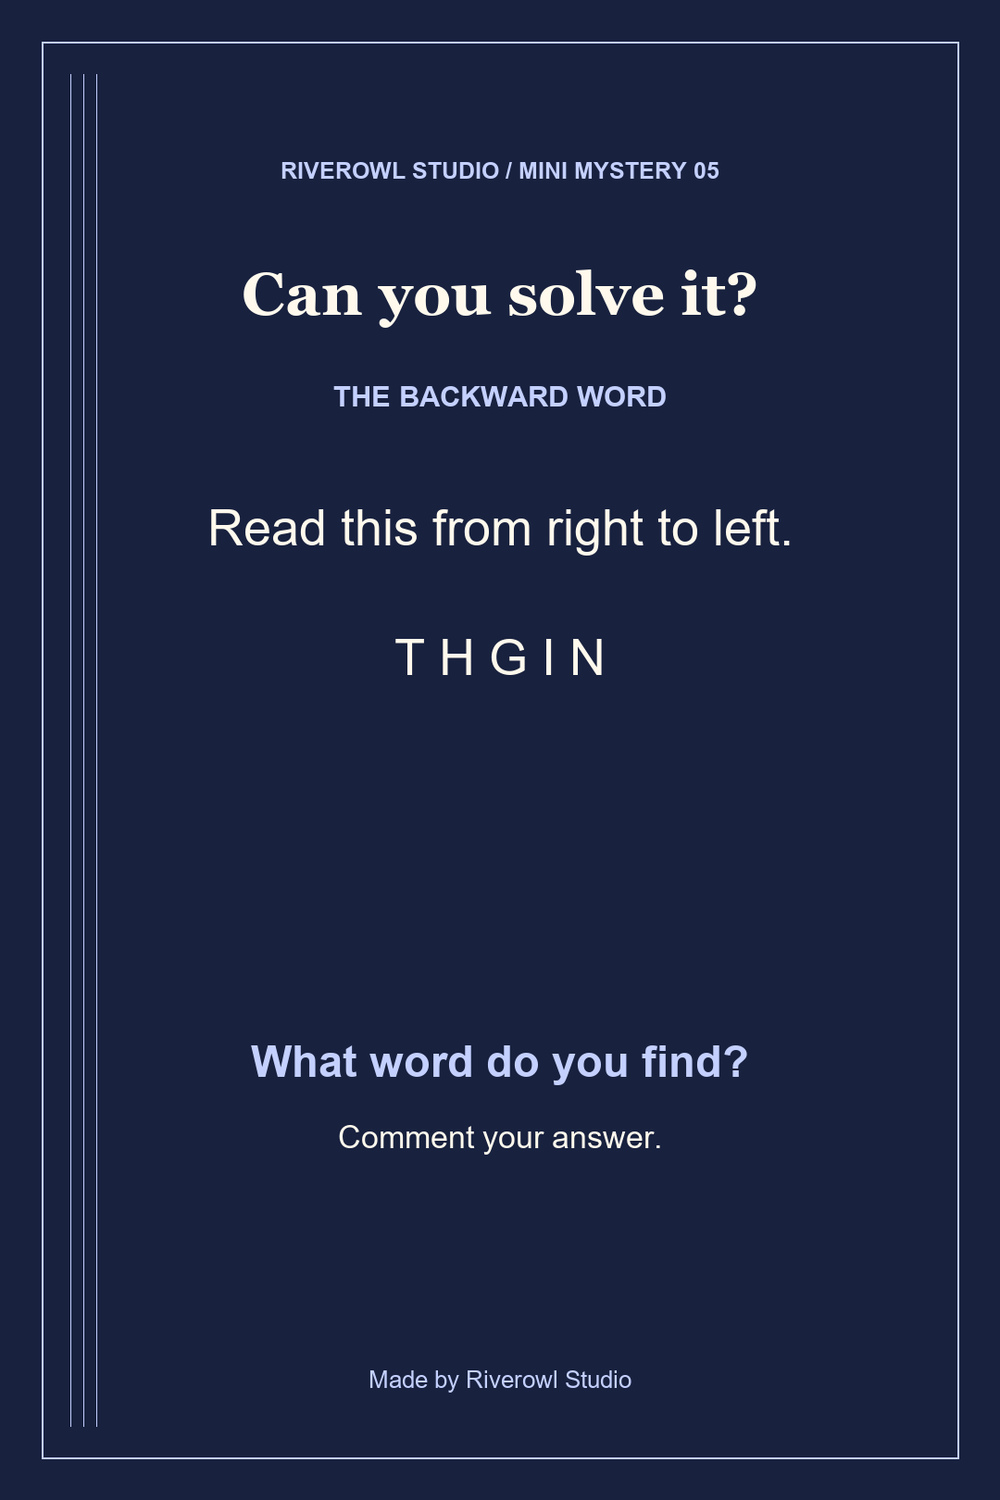 RIVEROWL STUDIO / MINI MYSTERY 05
Can you solve it?
THE BACKWARD WORD
Read this from right to left.
T H G I N
What word do you find?
Comment your answer.
Made by Riverowl Studio